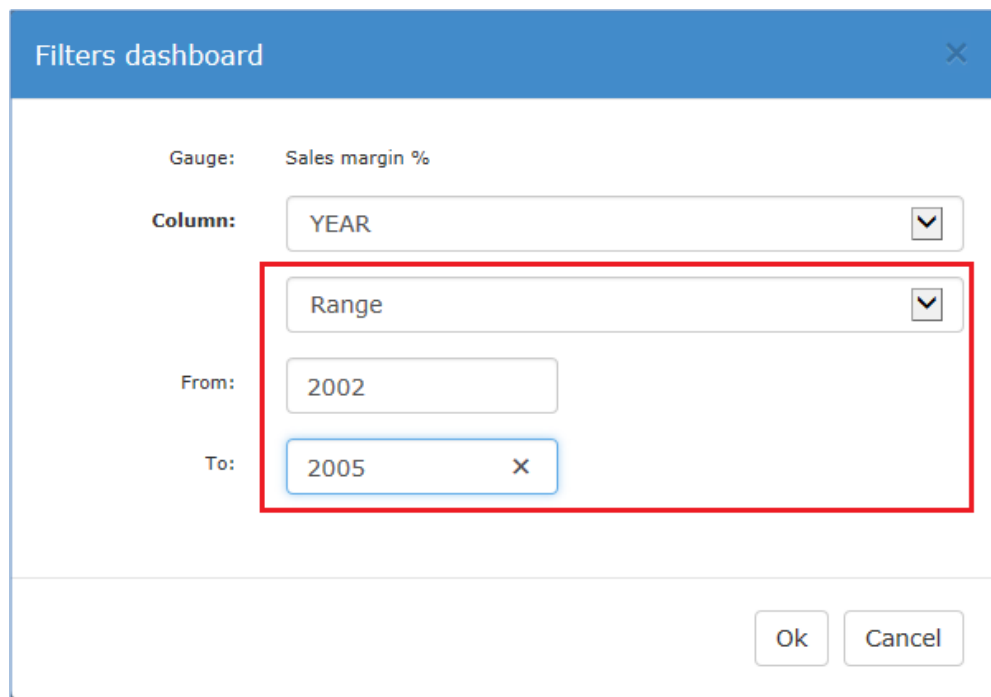 Filters dashboard
Gauge: Sales margin %
Column: YEAR
Range
From: 2002
To: 2005
Ok Cancel